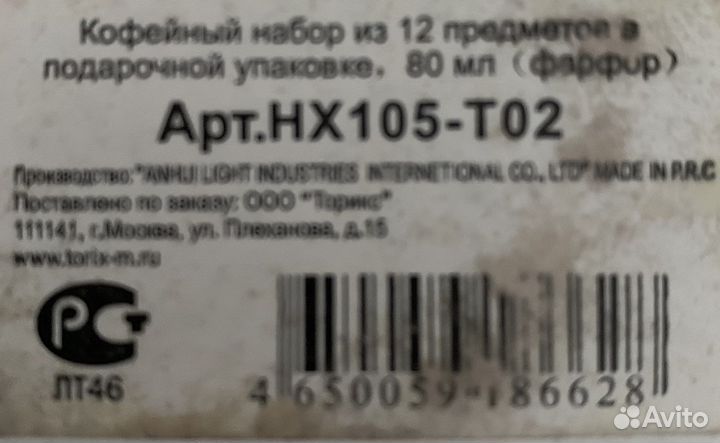 Кофейный набор из 12 предметов в
подарочной упаковке, 80 мл (фарфор)
Арт.HX105-T02
Производство: "ANHUI LIGHT INDUSTRIES INTERNETIONAL CO., LTD" MADE IN P.R.C
Поставлено по заказу: ООО "Торикс"
111141, г.Москва, ул. Плеханова, д.15
www.torix-m.ru
РСТ
ЛТ46
4 650059 186628
Avito